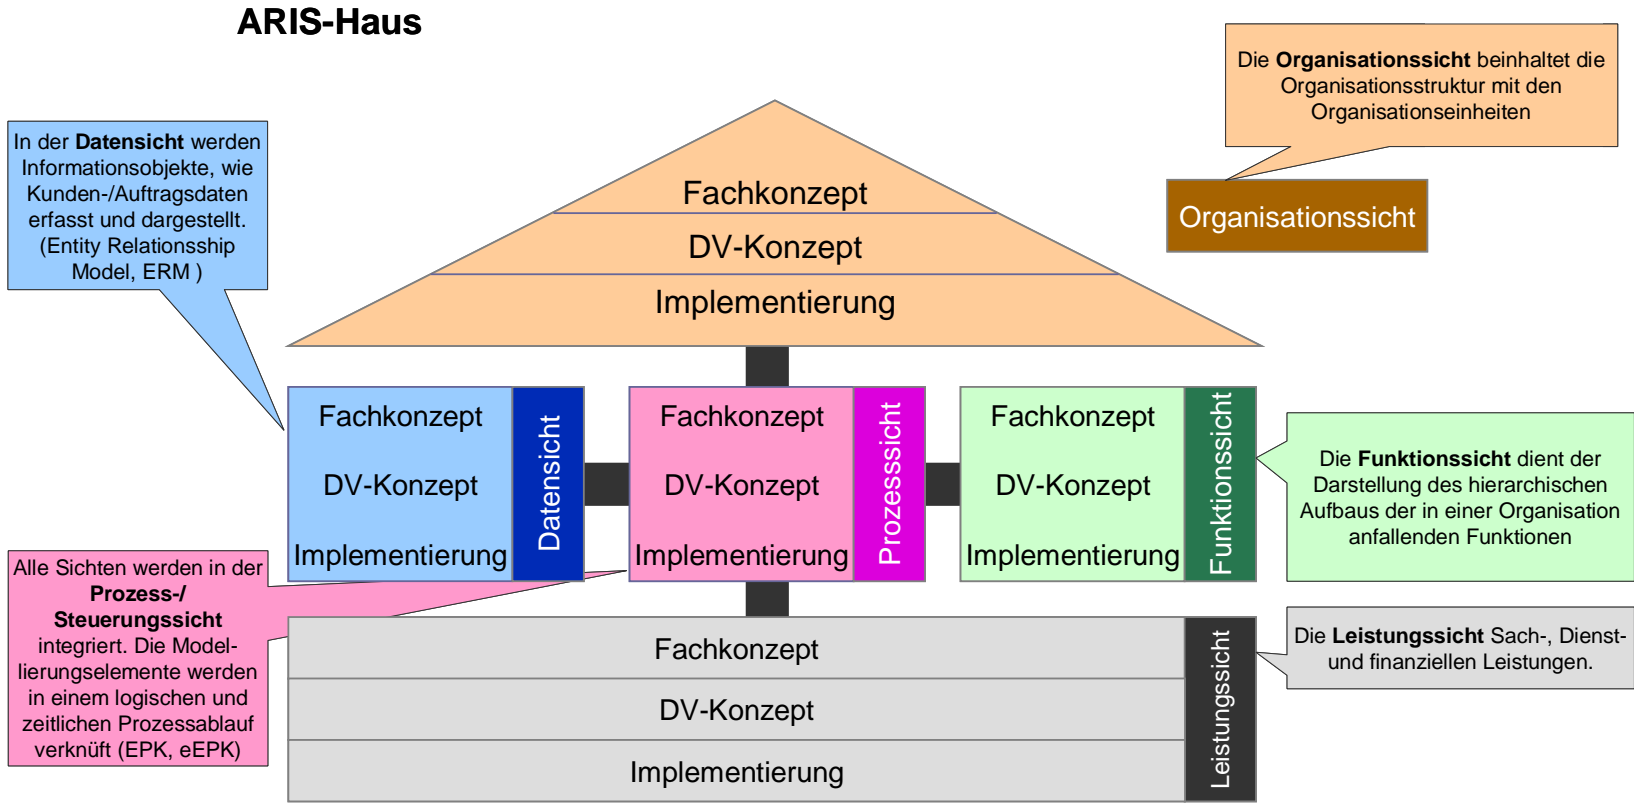 ARIS-Haus
Die Organisationssicht beinhaltet die
Organisationsstruktur mit den
Organisationseinheiten
Organisationssicht
In der Datensicht werden
Informationsobjekte, wie
Kunden-/Auftragsdaten
erfasst und dargestellt.
(Entity Relationsship
Model, ERM )
Fachkonzept
DV-Konzept
Implementierung
Fachkonzept
DV-Konzept
Implementierung
Datensicht
Fachkonzept
DV-Konzept
Implementierung
Prozesssicht
Fachkonzept
DV-Konzept
Implementierung
Funktionssicht
Die Funktionssicht dient der
Darstellung des hierarchischen
Aufbaus der in einer Organisation
anfallenden Funktionen
Alle Sichten werden in der
Prozess-/
Steuerungssicht
integriert. Die Model-
lierungselemente werden
in einem logischen und
zeitlichen Prozessablauf
verknüft (EPK, eEPK)
Fachkonzept
DV-Konzept
Implementierung
Leistungssicht
Die Leistungssicht Sach-, Dienst-
und finanziellen Leistungen.